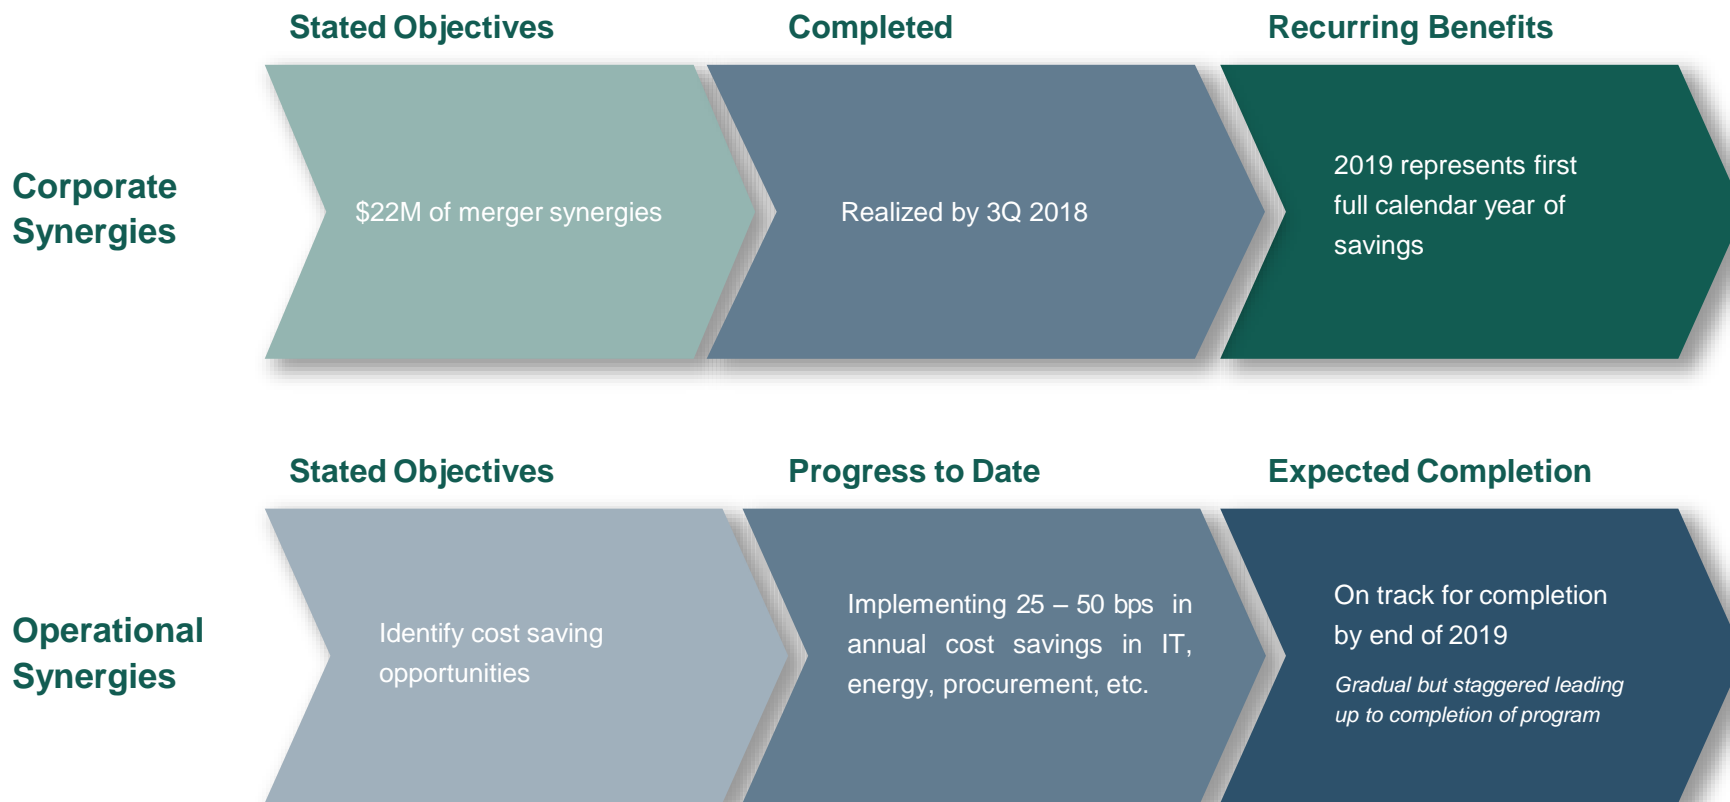 Stated Objectives
Completed
Recurring Benefits
Corporate
Synergies
$22M of merger synergies
Realized by 3Q 2018
2019 represents first
full calendar year of
savings
Stated Objectives
Progress to Date
Expected Completion
Operational
Synergies
Identify cost saving
opportunities
Implementing 25 – 50 bps in
annual cost savings in IT,
energy, procurement, etc.
On track for completion
by end of 2019
Gradual but staggered leading
up to completion of program